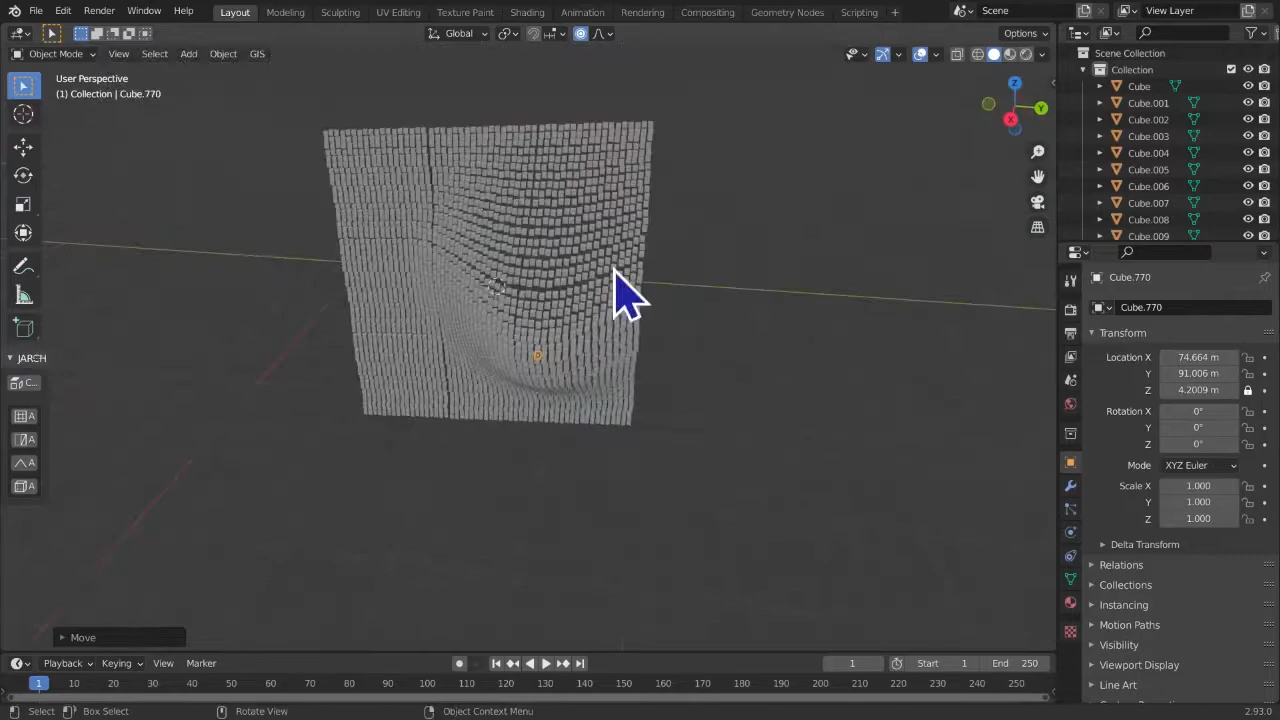 File Edit Render Window Help Layout Modeling Sculpting UV Editing Texture Paint Shading Animation Rendering Compositing Geometry Nodes Scripting + Scene View Layer
Global Options
Object Mode View Select Add Object GIS
User Perspective
(1) Collection | Cube.770
Z
Y
X
JARCH
C...
A
A
A
A
Move
Scene Collection
Collection
Cube
Cube.001
Cube.002
Cube.003
Cube.004
Cube.005
Cube.006
Cube.007
Cube.008
Cube.009
Cube.770
Cube.770
Transform
Location X 74.664 m
Y 91.006 m
Z 4.2009 m
Rotation X 0°
Y 0°
Z 0°
Mode XYZ Euler
Scale X 1.000
Y 1.000
Z 1.000
Delta Transform
Relations
Collections
Instancing
Motion Paths
Visibility
Viewport Display
Line Art
Playback Keying View Marker 1 Start 1 End 250
1 10 20 30 40 50 60 70 80 90 100 110 120 130 140 150 160 170 180 190 200 210 220 230 240 250
Select Box Select Rotate View Object Context Menu 2.93.0